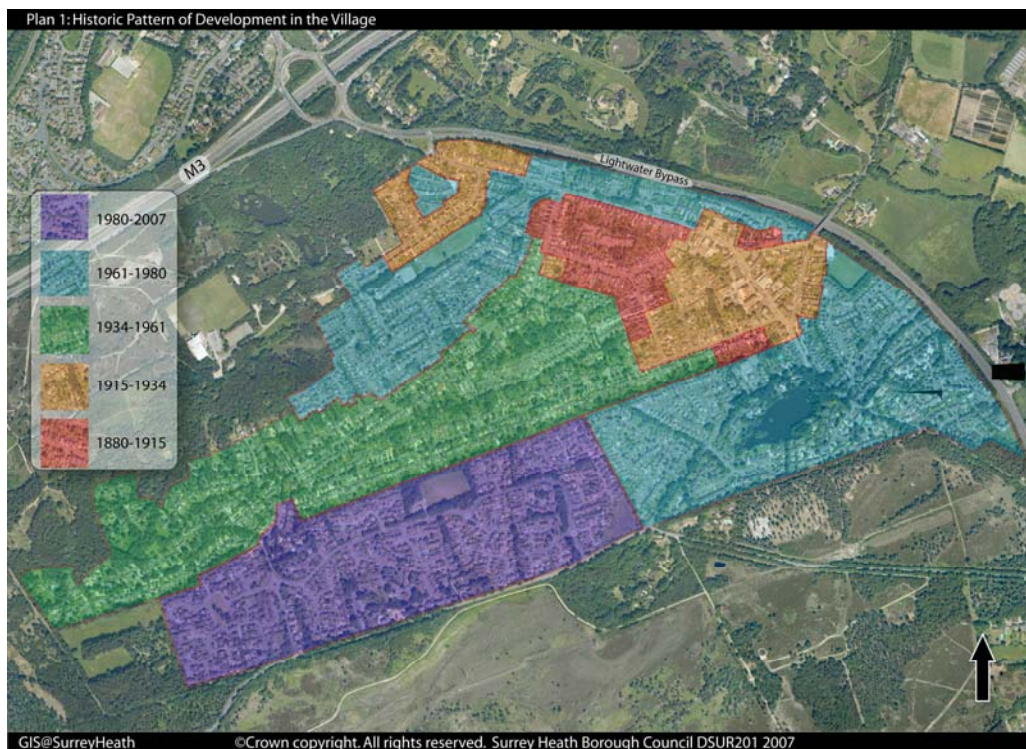 Plan 1: Historic Pattern of Development in the Village
M3
Lightwater Bypass
1980-2007
1961-1980
1934-1961
1915-1934
1880-1915
GIS@SurreyHeath
©Crown copyright. All rights reserved. Surrey Heath Borough Council DSUR201 2007